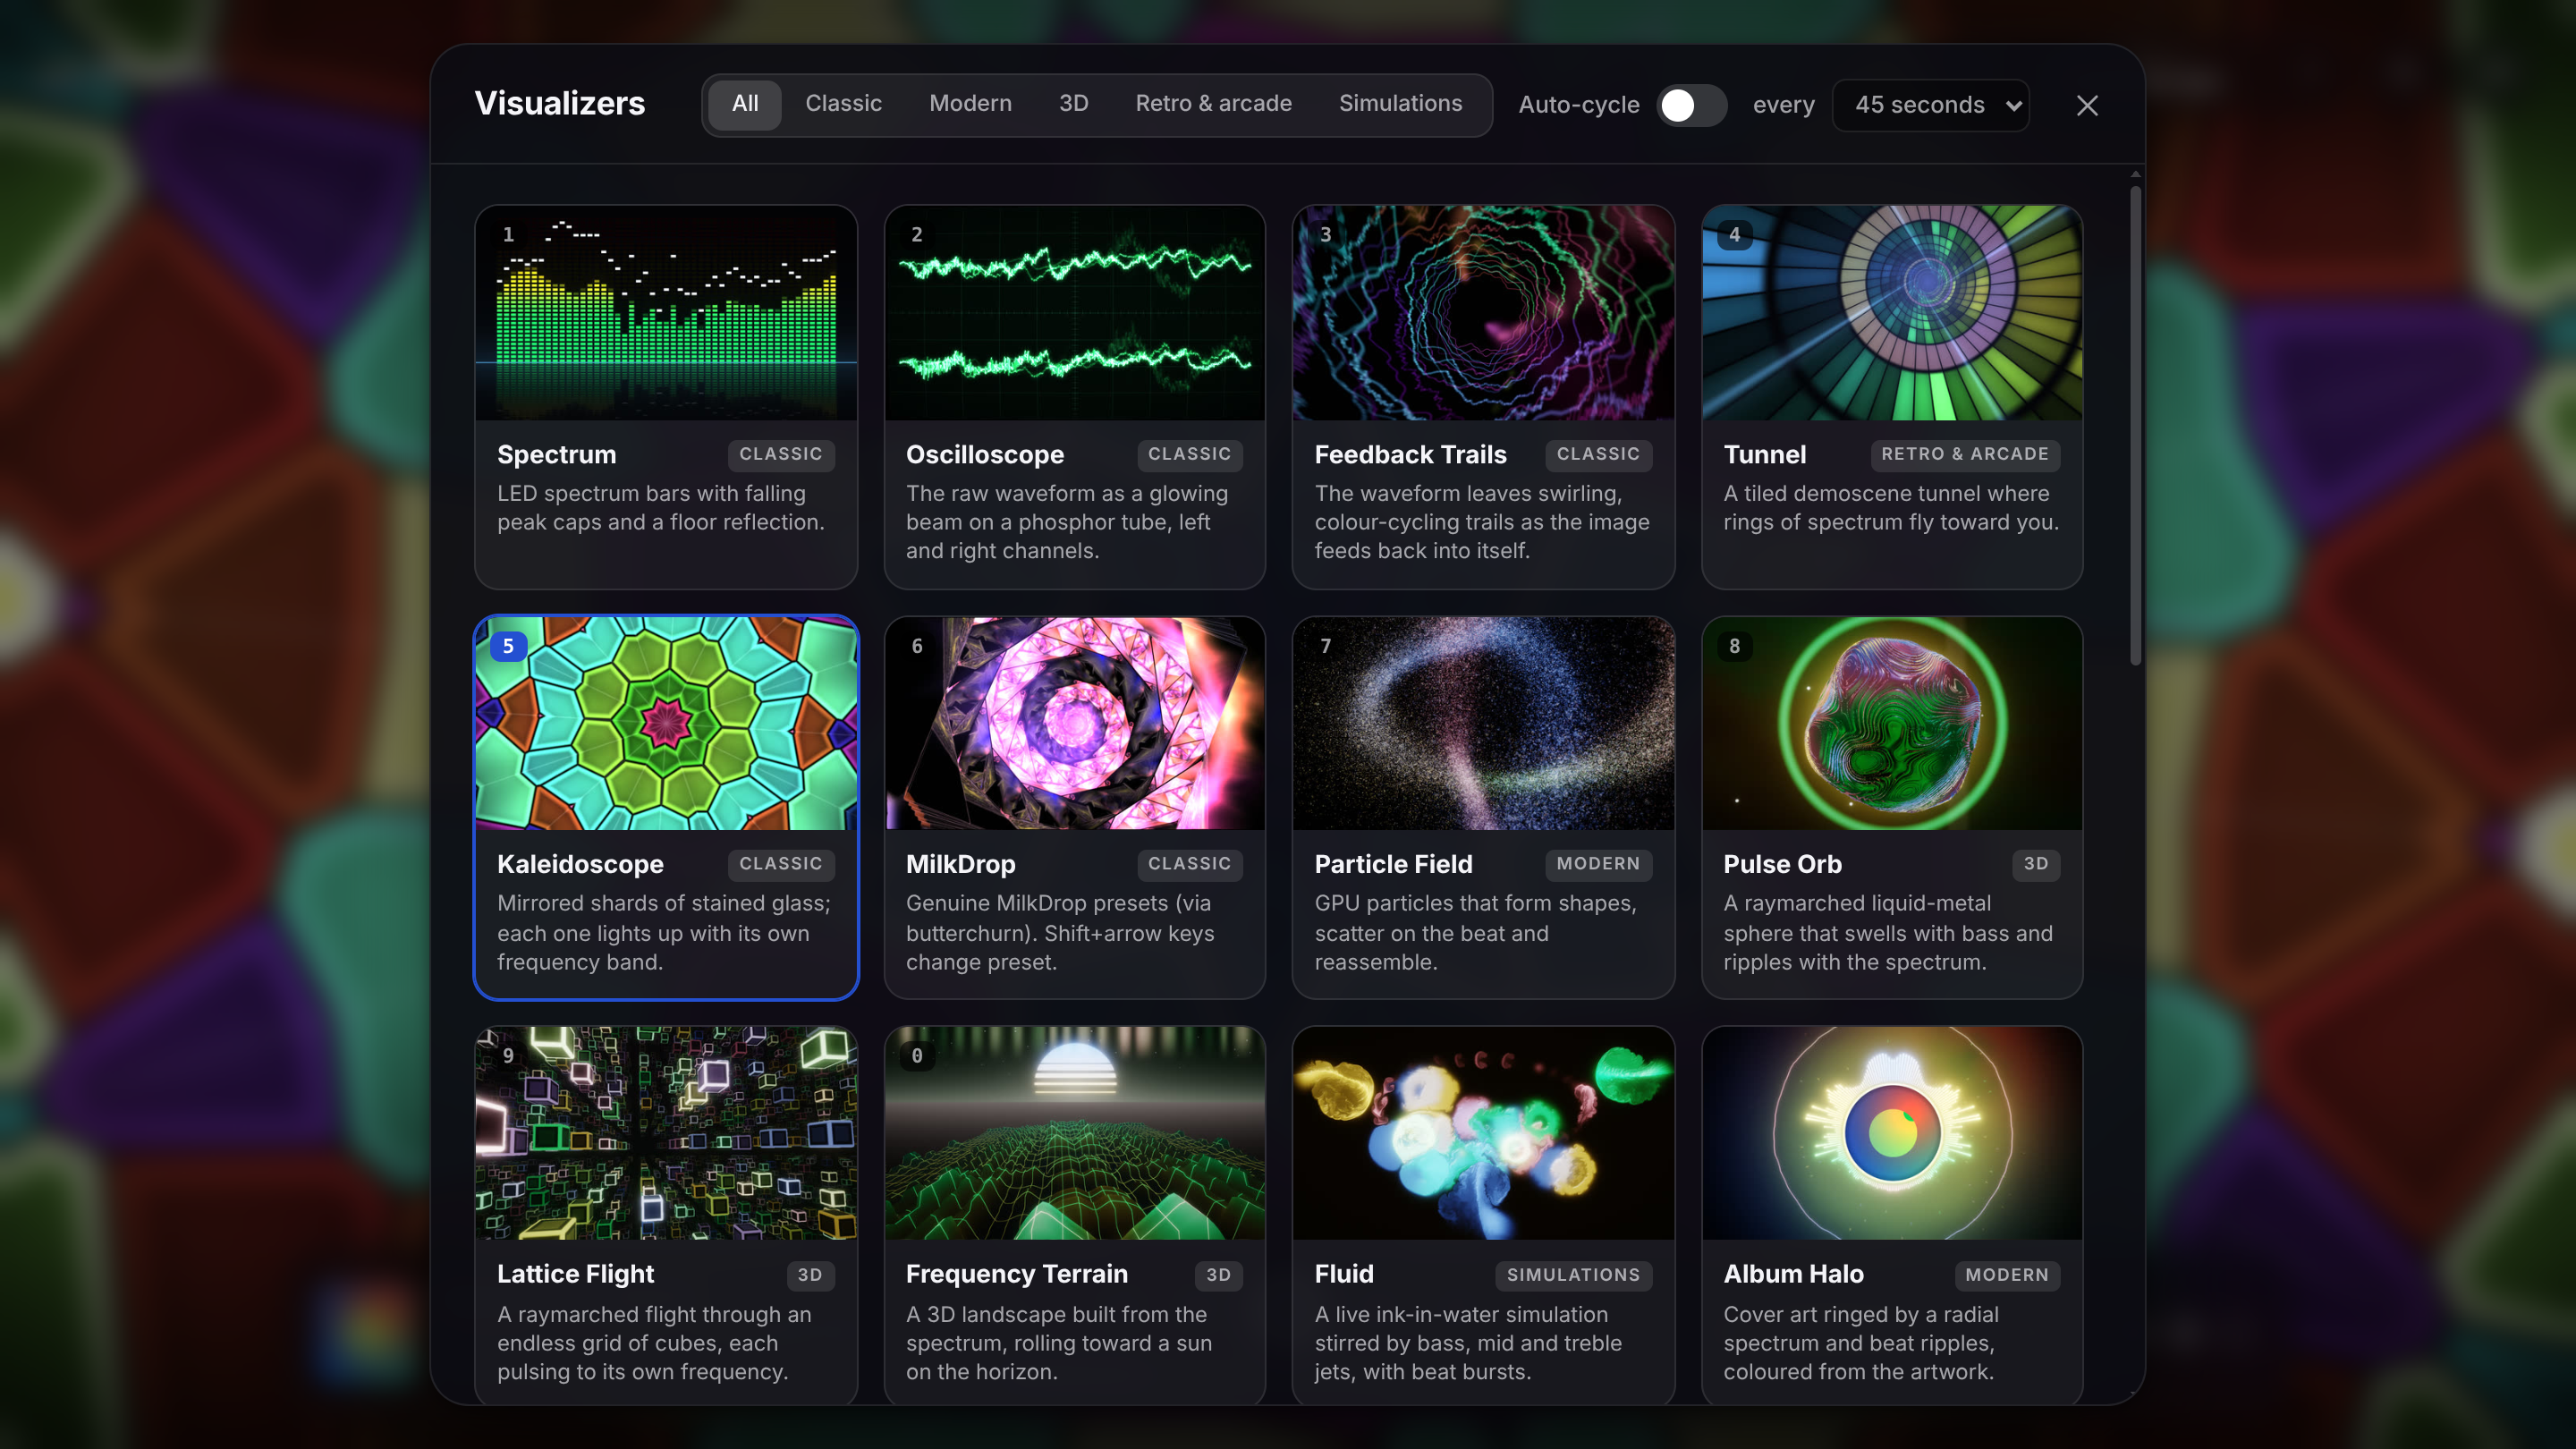 Visualizers
All
Classic
Modern
3D
Retro & arcade
Simulations
Auto-cycle
every
45 seconds
1
Spectrum
CLASSIC
LED spectrum bars with falling
peak caps and a floor reflection.
2
Oscilloscope
CLASSIC
The raw waveform as a glowing
beam on a phosphor tube, left
and right channels.
3
Feedback Trails
CLASSIC
The waveform leaves swirling,
colour-cycling trails as the image
feeds back into itself.
4
Tunnel
RETRO & ARCADE
A tiled demoscene tunnel where
rings of spectrum fly toward you.
5
Kaleidoscope
CLASSIC
Mirrored shards of stained glass;
each one lights up with its own
frequency band.
6
MilkDrop
CLASSIC
Genuine MilkDrop presets (via
butterchurn). Shift+arrow keys
change preset.
7
Particle Field
MODERN
GPU particles that form shapes,
scatter on the beat and
reassemble.
8
Pulse Orb
3D
A raymarched liquid-metal
sphere that swells with bass and
ripples with the spectrum.
9
Lattice Flight
3D
A raymarched flight through an
endless grid of cubes, each
pulsing to its own frequency.
0
Frequency Terrain
3D
A 3D landscape built from the
spectrum, rolling toward a sun
on the horizon.
Fluid
SIMULATIONS
A live ink-in-water simulation
stirred by bass, mid and treble
jets, with beat bursts.
Album Halo
MODERN
Cover art ringed by a radial
spectrum and beat ripples,
coloured from the artwork.